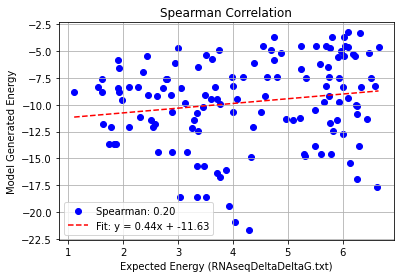 Spearman Correlation
Model Generated Energy
−2.5
−5.0
−7.5
−10.0
−12.5
−15.0
−17.5
−20.0
−22.5
Spearman: 0.20
Fit: y = 0.44x + -11.63
1 2 3 4 5 6
Expected Energy (RNAseqDeltaDeltaG.txt)